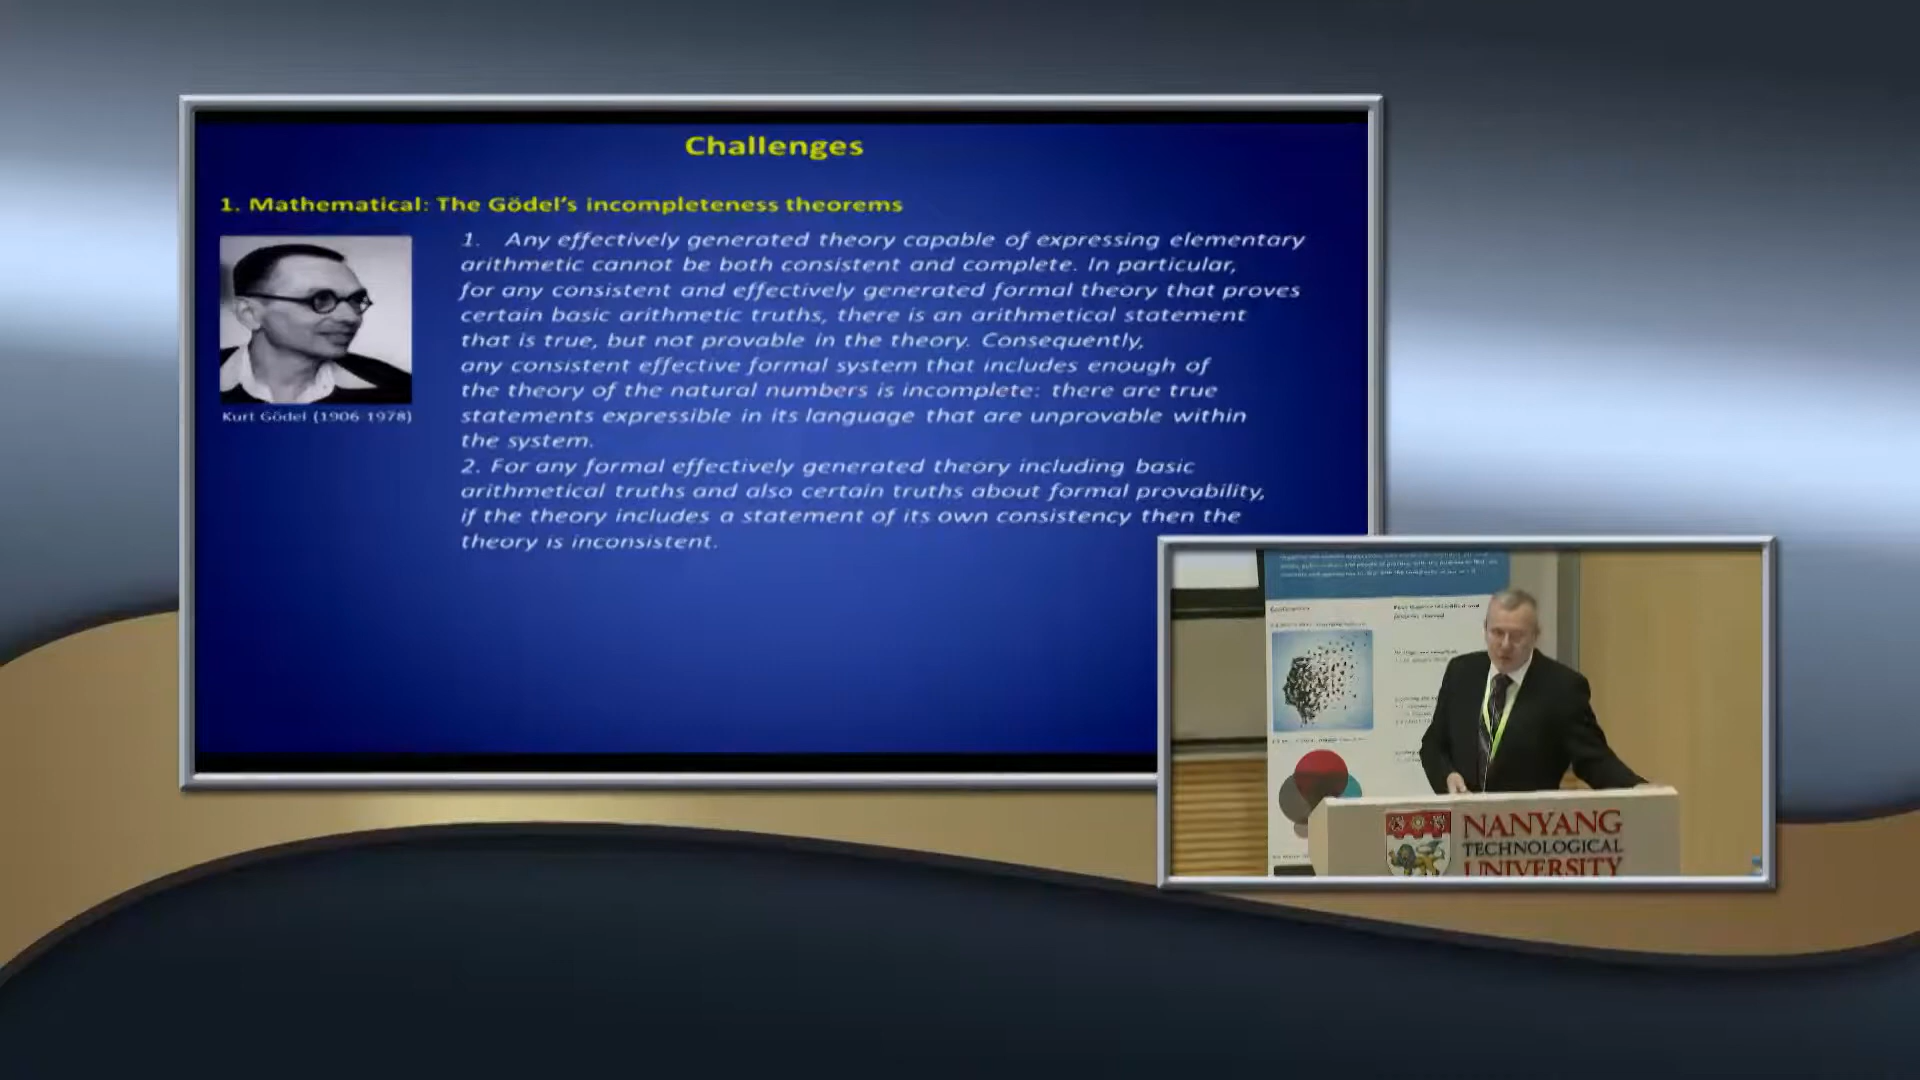 Challenges
1. Mathematical: The Gödel's incompleteness theorems
1. Any effectively generated theory capable of expressing elementary
arithmetic cannot be both consistent and complete. In particular,
for any consistent and effectively generated formal theory that proves
certain basic arithmetic truths, there is an arithmetical statement
that is true, but not provable in the theory. Consequently,
any consistent effective formal system that includes enough of
the theory of the natural numbers is incomplete: there are true
statements expressible in its language that are unprovable within
the system.
2. For any formal effectively generated theory including basic
arithmetical truths and also certain truths about formal provability,
if the theory includes a statement of its own consistency then the
theory is inconsistent.
Kurt Gödel (1906 1978)
NANYANG
TECHNOLOGICAL
UNIVERSITY